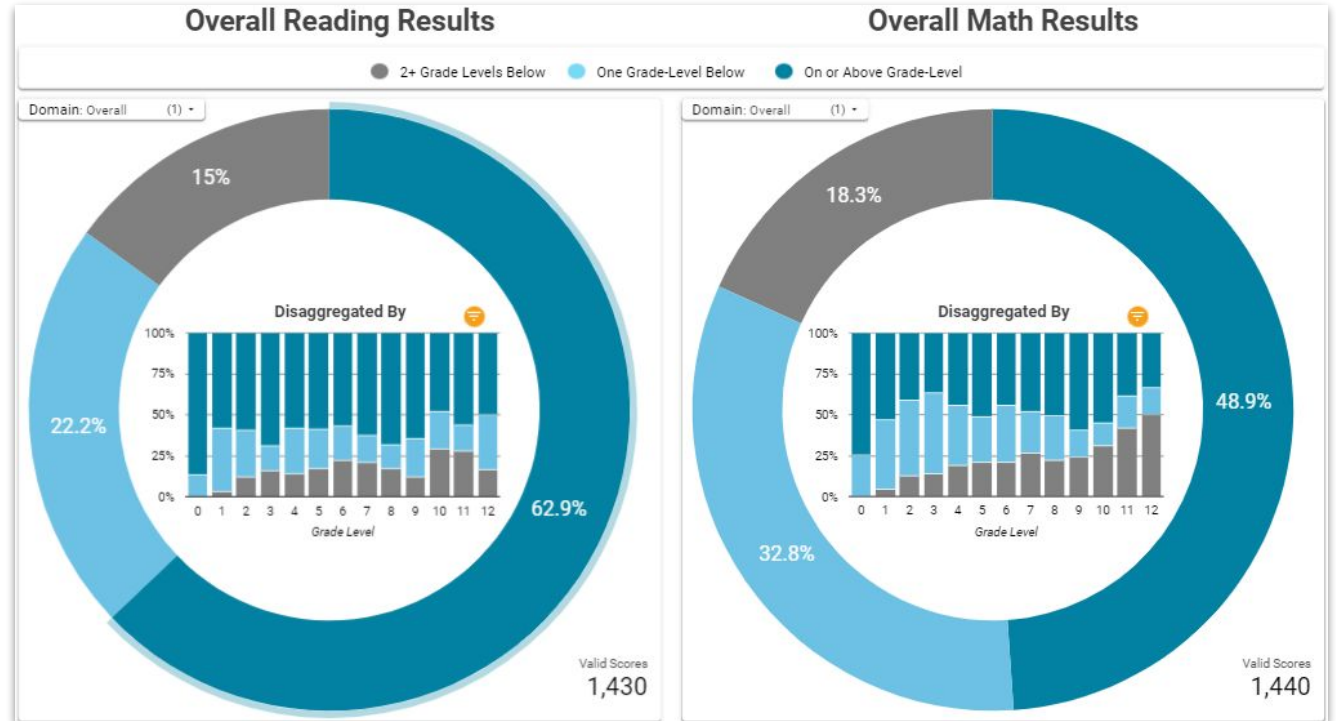 Overall Reading Results
Overall Math Results
2+ Grade Levels Below One Grade-Level Below On or Above Grade-Level
Domain: Overall (1)
15%
22.2%
62.9%
Disaggregated By
100%
75%
50%
25%
0%
0 1 2 3 4 5 6 7 8 9 10 11 12
Grade Level
Valid Scores
1,430
Domain: Overall (1)
18.3%
48.9%
32.8%
Disaggregated By
100%
75%
50%
25%
0%
0 1 2 3 4 5 6 7 8 9 10 11 12
Grade Level
Valid Scores
1,440